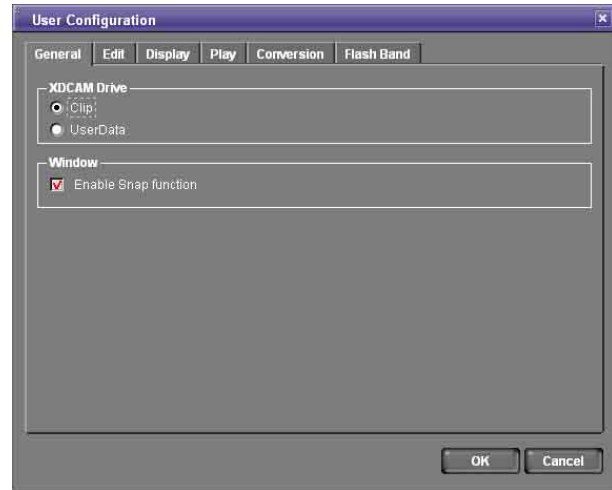 User Configuration
General Edit Display Play Conversion Flash Band
XDCAM Drive
Clip
UserData
Window
Enable Snap function
OK Cancel